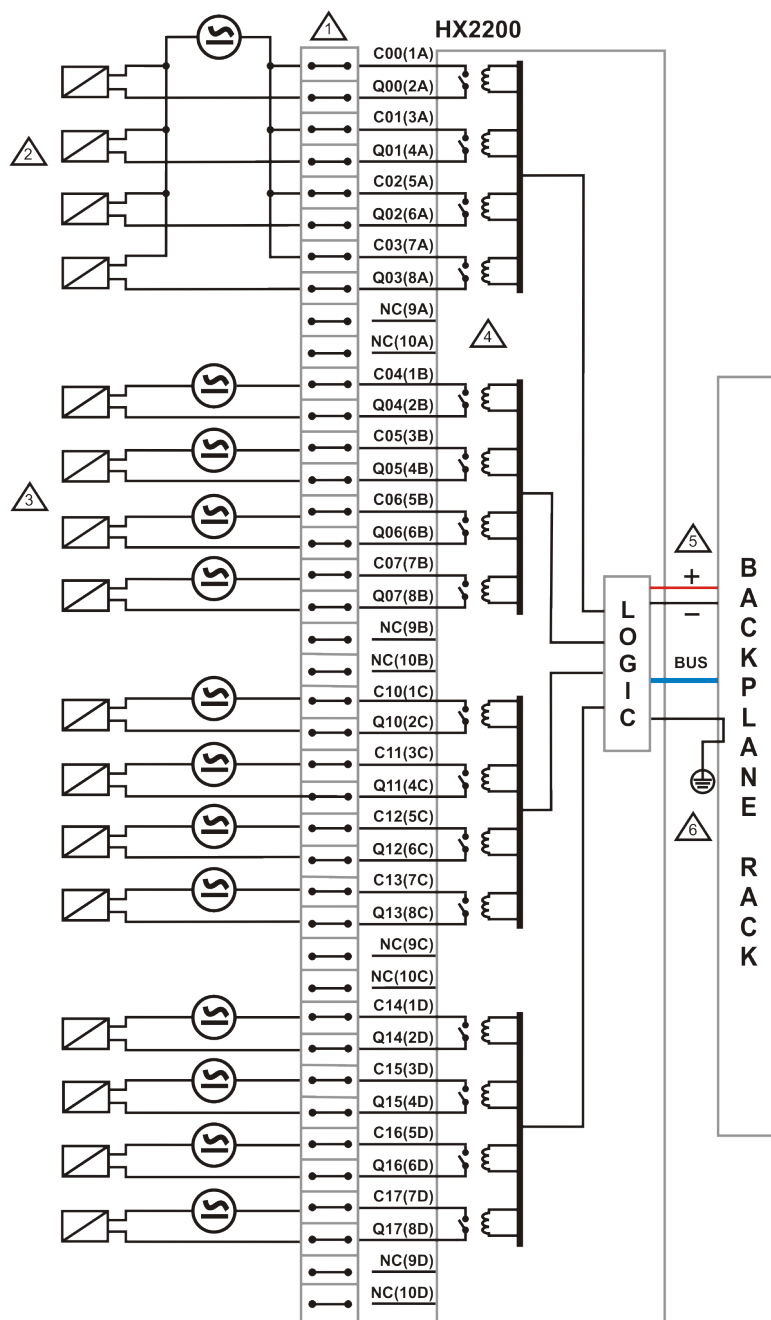 1
HX2200
C00(1A)
Q00(2A)
C01(3A)
2
Q01(4A)
C02(5A)
Q02(6A)
C03(7A)
Q03(8A)
NC(9A)
4
NC(10A)
C04(1B)
Q04(2B)
C05(3B)
Q05(4B)
3
C06(5B)
Q06(6B)
C07(7B)
Q07(8B)
NC(9B)
NC(10B)
C10(1C)
Q10(2C)
C11(3C)
Q11(4C)
C12(5C)
Q12(6C)
C13(7C)
Q13(8C)
NC(9C)
NC(10C)
C14(1D)
Q14(2D)
C15(3D)
Q15(4D)
C16(5D)
Q16(6D)
C17(7D)
Q17(8D)
NC(9D)
NC(10D)
LOGIC
5
+
−
BUS
6
BACKPLANE RACK